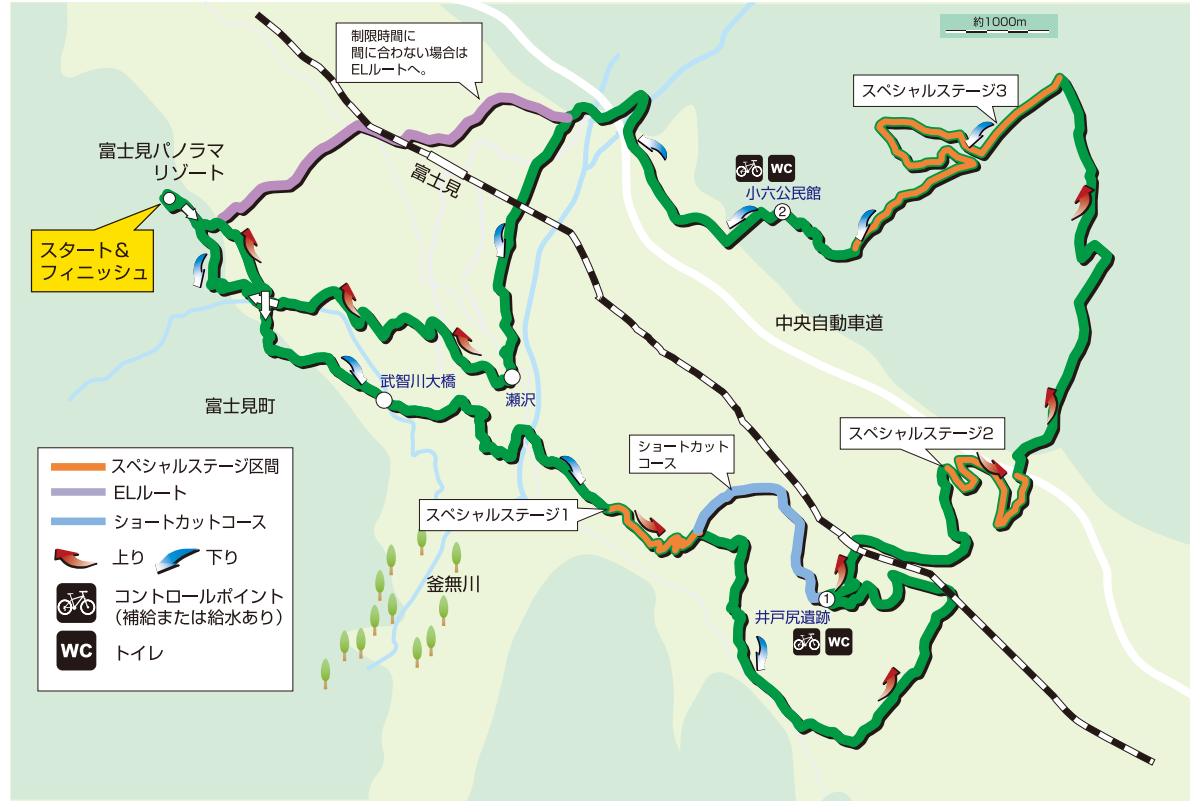 約1000m
制限時間に
間に合わない場合は
ELルートへ。
スペシャルステージ3
富士見パノラマ
リゾート
富士見
WC
小六公民館
2
スタート&
フィニッシュ
中央自動車道
武智川大橋
瀬沢
富士見町
スペシャルステージ2
ショートカット
コース
スペシャルステージ1
釜無川
1
井戸尻遺跡
WC
スペシャルステージ区間
ELルート
ショートカットコース
上り
下り
コントロールポイント
(補給または給水あり)
WC
トイレ